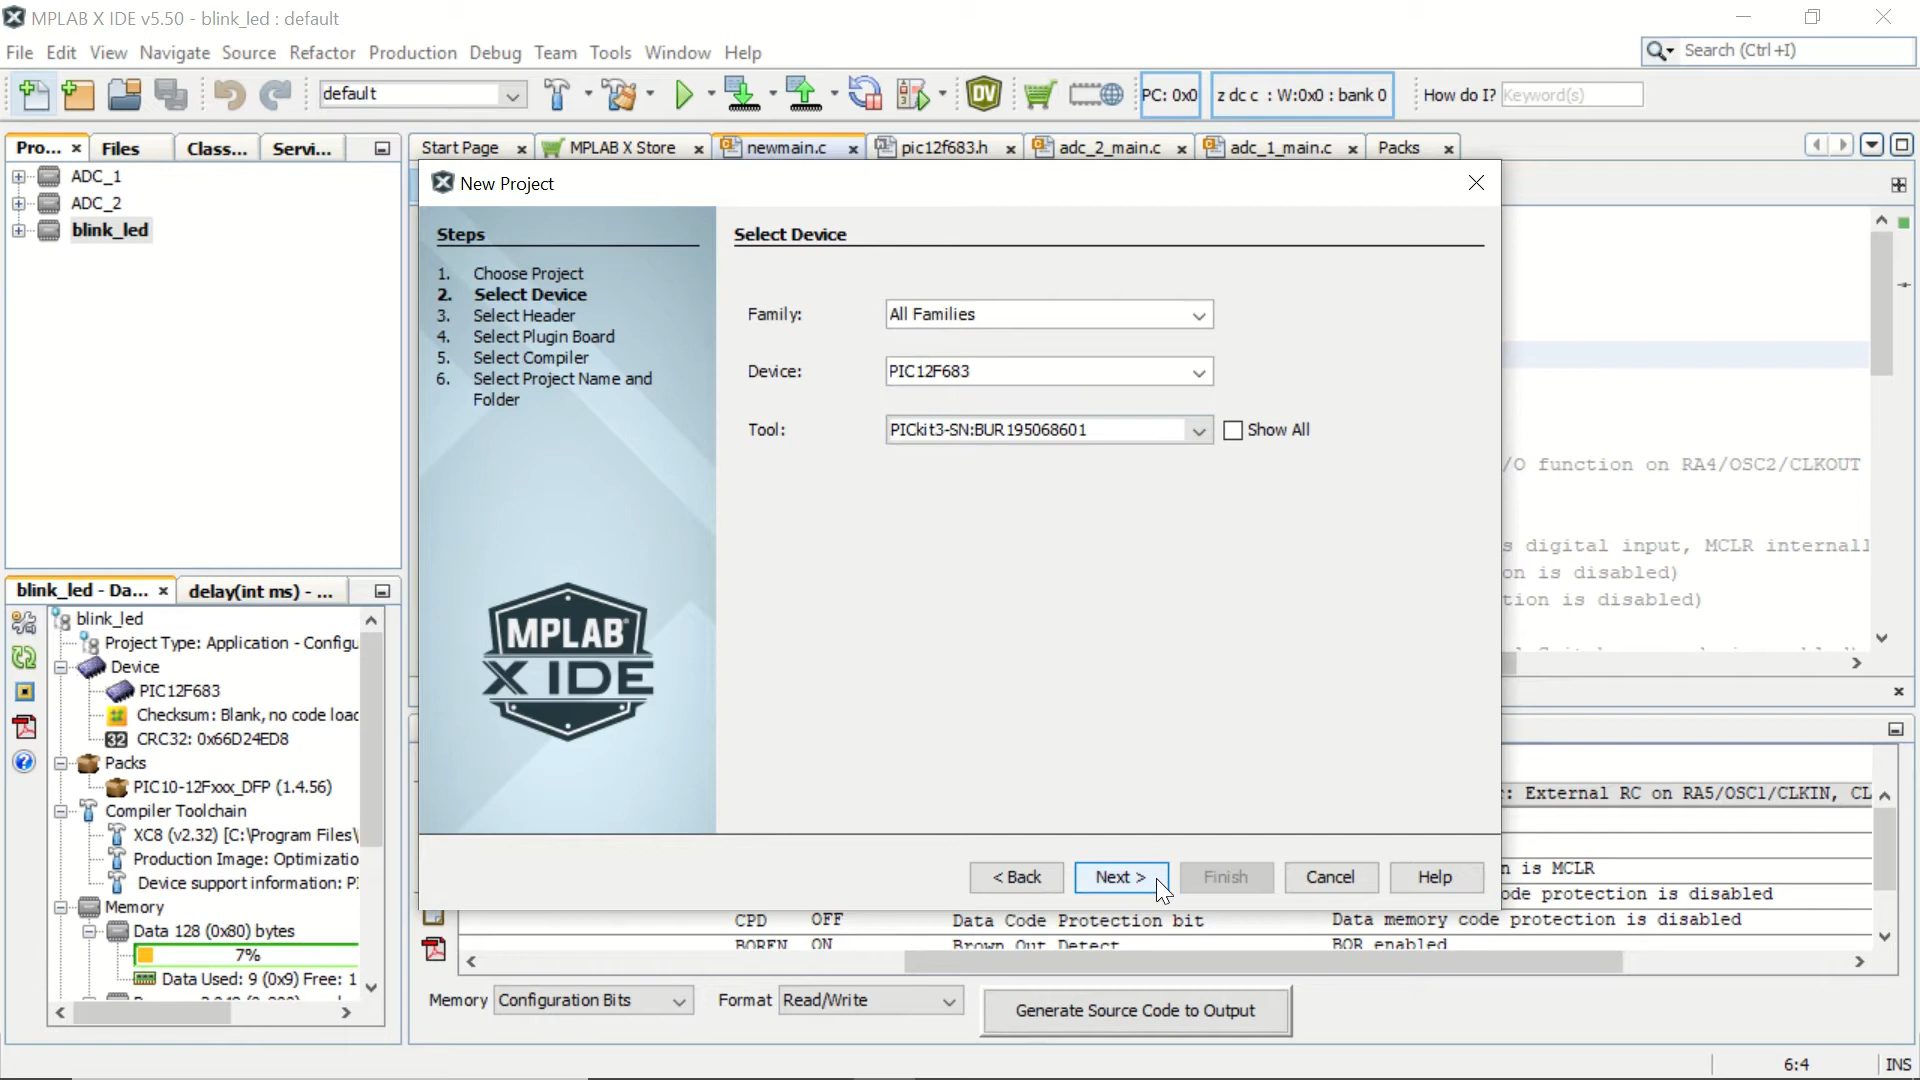 MPLAB X IDE v5.50 - blink_led : default
File Edit View Navigate Source Refactor Production Debug Team Tools Window Help
Search (Ctrl+I)
default
PC: 0x0
z dc c : W:0x0 : bank 0
How do I? Keyword(s)
Pro... Files Class... Servi...
Start Page MPLAB X Store newmain.c pic12f683.h adc_2_main.c adc_1_main.c Packs
ADC_1
ADC_2
blink_led
New Project
Steps
1. Choose Project
2. Select Device
3. Select Header
4. Select Plugin Board
5. Select Compiler
6. Select Project Name and
Folder
MPLAB
X IDE
Select Device
Family: All Families
Device: PIC12F683
Tool: PICkit3-SN:BUR195068601 Show All
< Back Next > Finish Cancel Help
/O function on RA4/OSC2/CLKOUT
s digital input, MCLR internall
on is disabled)
tion is disabled)
blink_led - Da... delay(int ms) - ...
blink_led
Project Type: Application - Configu
Device
PIC12F683
Checksum: Blank, no code load
CRC32: 0x66D24ED8
Packs
PIC10-12Fxxx_DFP (1.4.56)
Compiler Toolchain
XC8 (v2.32) [C:\Program Files\
Production Image: Optimizatio
Device support information: PI
Memory
Data 128 (0x80) bytes
7%
Data Used: 9 (0x9) Free: 1
: External RC on RA5/OSC1/CLKIN, CL
n is MCLR
ode protection is disabled
CPD OFF Data Code Protection bit Data memory code protection is disabled
BOREN ON Brown Out Detect BOR enabled
Memory Configuration Bits Format Read/Write Generate Source Code to Output
6:4 INS